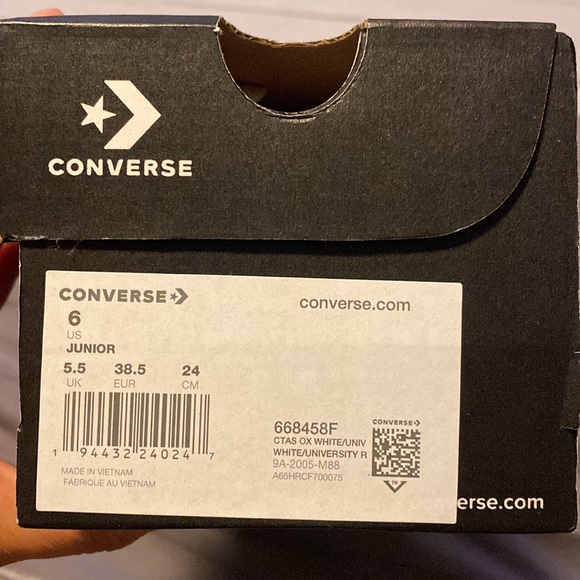 CONVERSE
CONVERSE
converse.com
6
US
JUNIOR
5.5 38.5 24
UK EUR CM
1 94432 24024 7
MADE IN VIETNAM
FABRIQUE AU VIETNAM
668458F
CTAS OX WHITE/UNIV
WHITE/UNIVERSITY R
9A-2005-M88
A65HRCF700075
CONVERSE
TM
verse.com